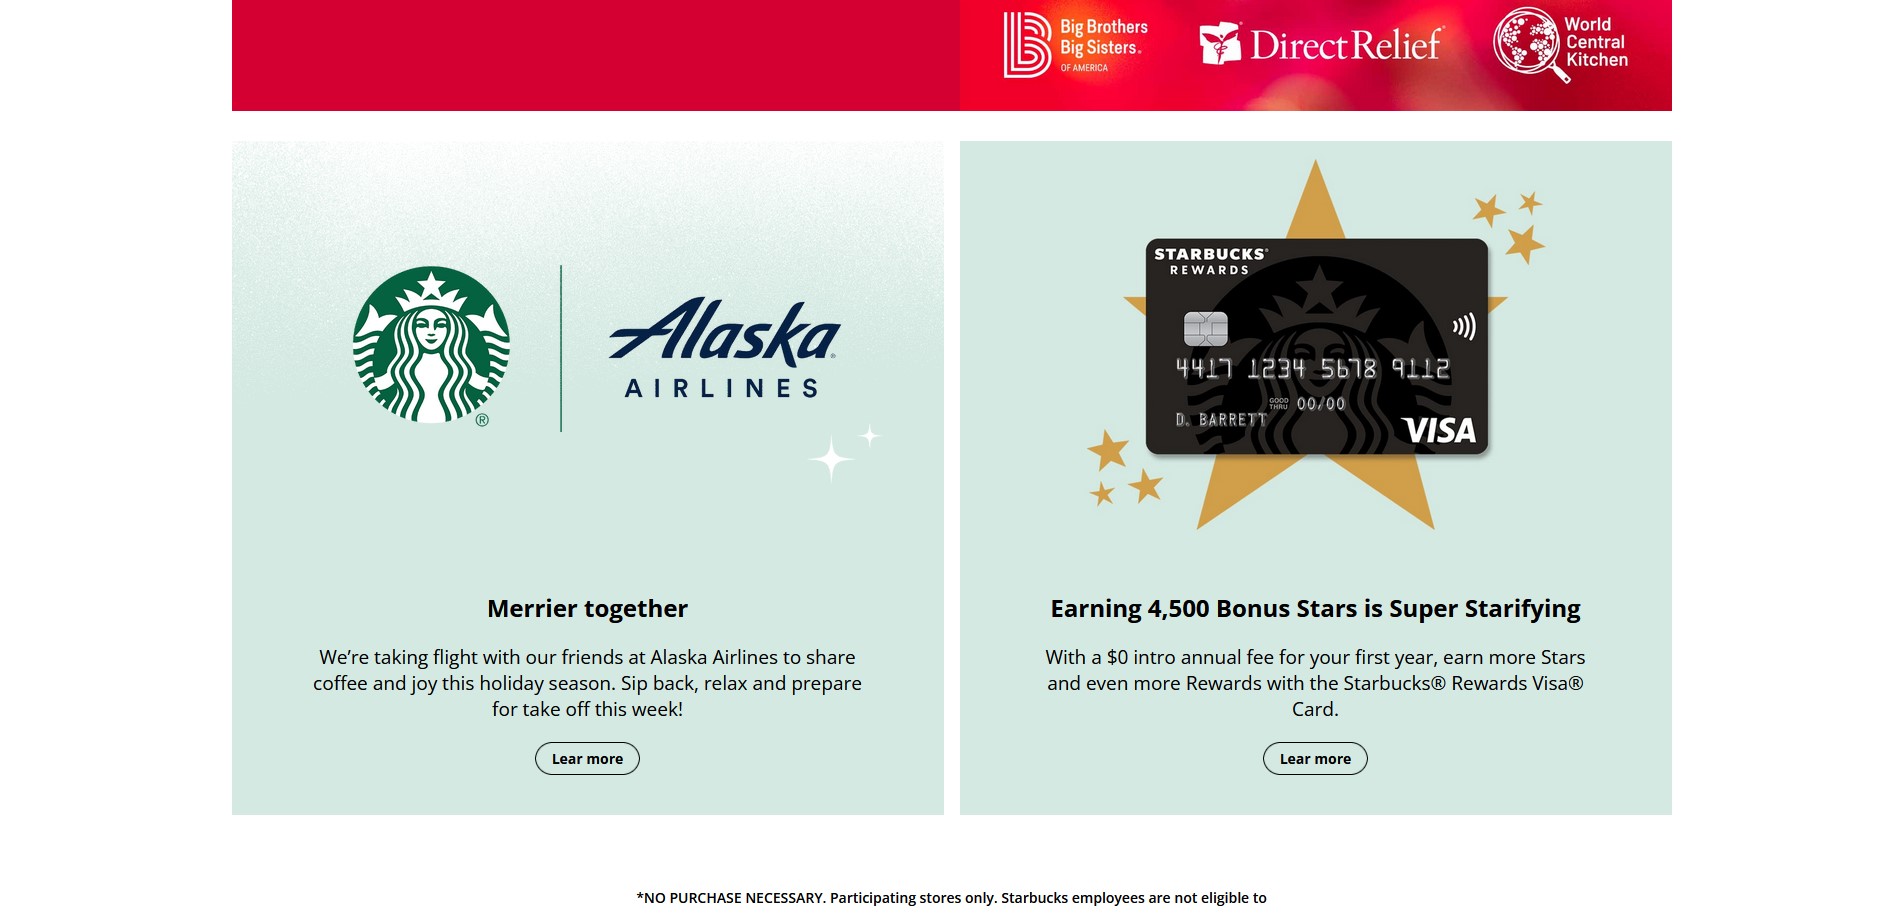 Big Brothers
Big Sisters.
OF AMERICA
DirectRelief
World
Central
Kitchen
®
Alaska
AIRLINES
Merrier together
We’re taking flight with our friends at Alaska Airlines to share
coffee and joy this holiday season. Sip back, relax and prepare
for take off this week!
Lear more
STARBUCKS®
REWARDS
4417 1234 5678 9112
GOOD
THRU 00/00
D. BARRETT
VISA
Earning 4,500 Bonus Stars is Super Starifying
With a $0 intro annual fee for your first year, earn more Stars
and even more Rewards with the Starbucks® Rewards Visa®
Card.
Lear more
*NO PURCHASE NECESSARY. Participating stores only. Starbucks employees are not eligible to